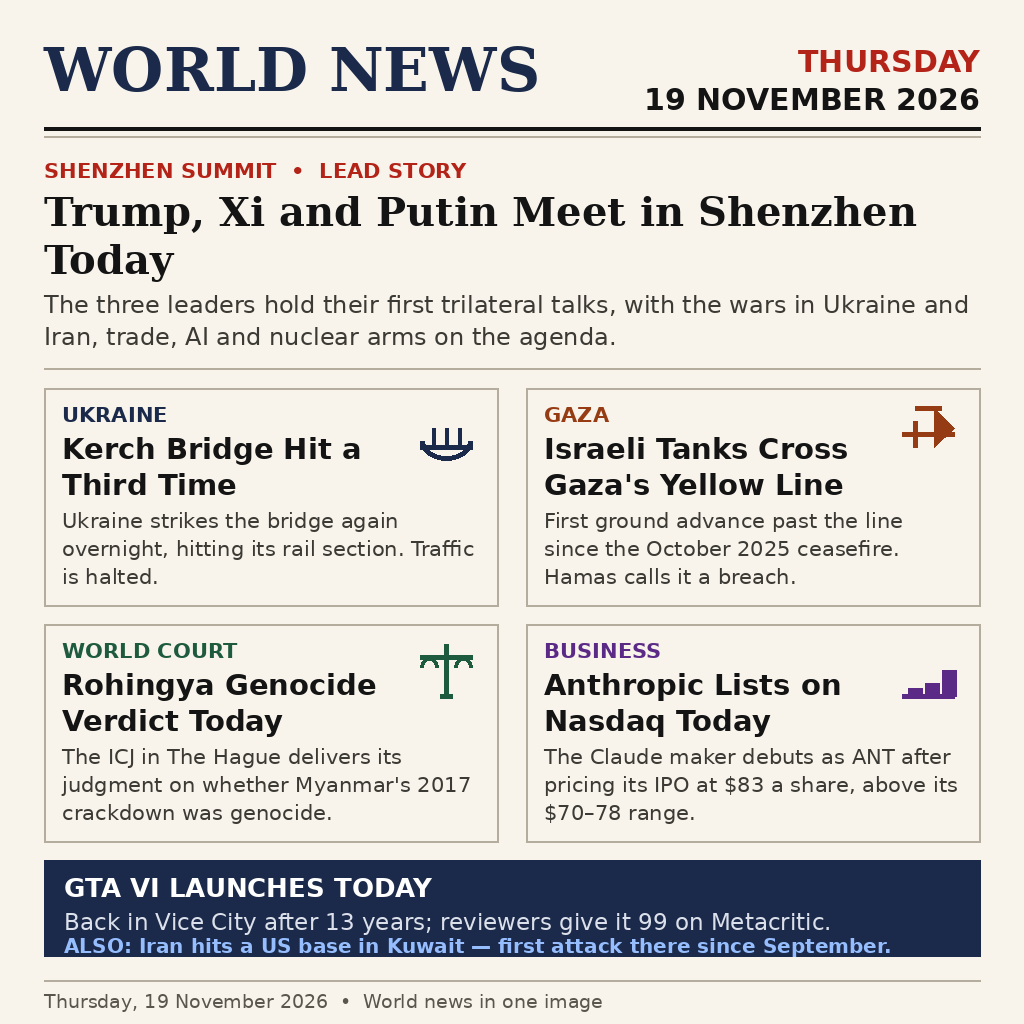 WORLD NEWS
THURSDAY
19 NOVEMBER 2026
SHENZHEN SUMMIT • LEAD STORY
Trump, Xi and Putin Meet in Shenzhen
Today
The three leaders hold their first trilateral talks, with the wars in Ukraine and
Iran, trade, AI and nuclear arms on the agenda.
UKRAINE
Kerch Bridge Hit a
Third Time
Ukraine strikes the bridge again
overnight, hitting its rail section. Traffic
is halted.
GAZA
Israeli Tanks Cross
Gaza's Yellow Line
First ground advance past the line
since the October 2025 ceasefire.
Hamas calls it a breach.
WORLD COURT
Rohingya Genocide
Verdict Today
The ICJ in The Hague delivers its
judgment on whether Myanmar's 2017
crackdown was genocide.
BUSINESS
Anthropic Lists on
Nasdaq Today
The Claude maker debuts as ANT after
pricing its IPO at $83 a share, above its
$70–78 range.
GTA VI LAUNCHES TODAY
Back in Vice City after 13 years; reviewers give it 99 on Metacritic.
ALSO: Iran hits a US base in Kuwait — first attack there since September.
Thursday, 19 November 2026 • World news in one image